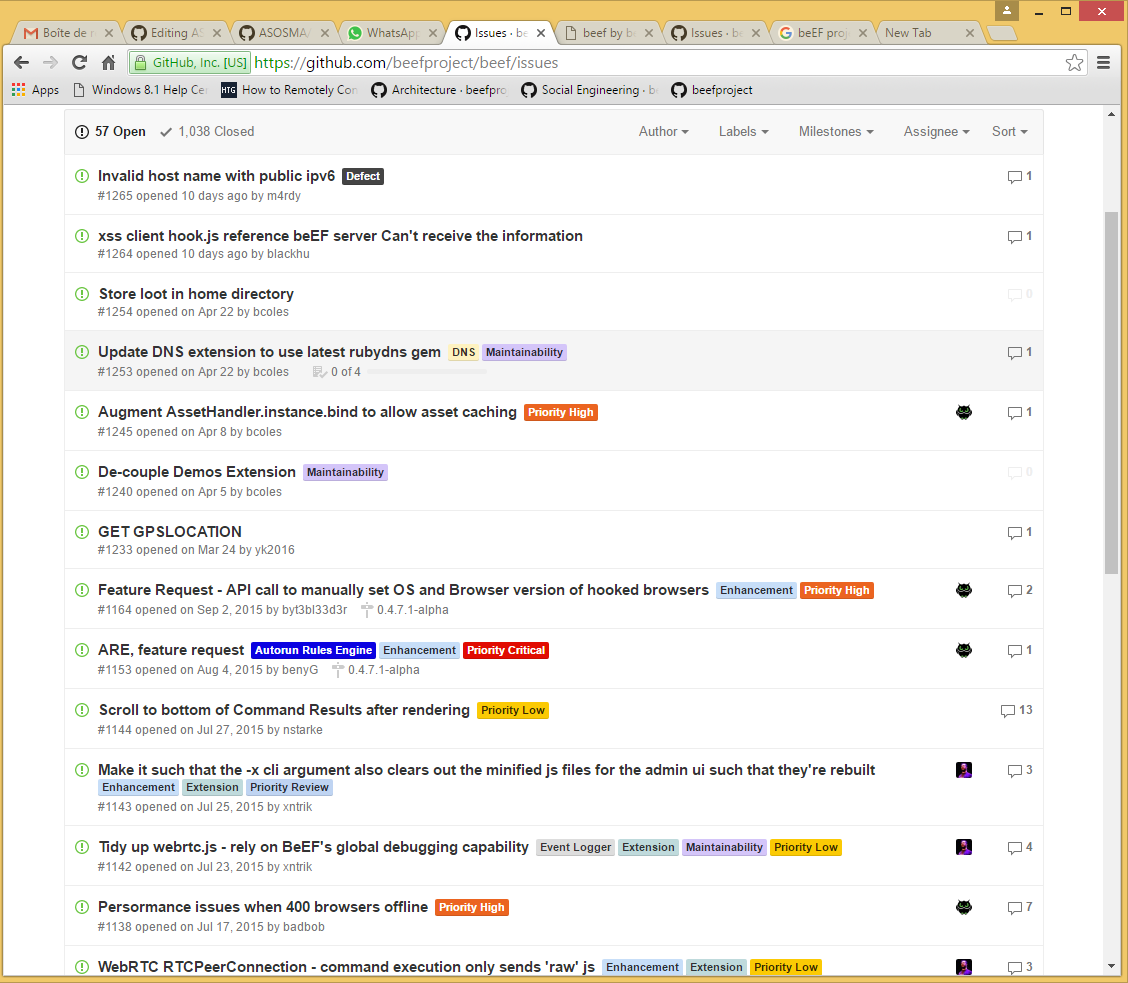 Boîte de r
Editing AS
ASOSMA/
WhatsApp
Issues · be
beef by be
Issues · be
beEF proj
New Tab
GitHub, Inc. [US] https://github.com/beefproject/beef/issues
Apps Windows 8.1 Help Cen HTG How to Remotely Con Architecture · beefpro Social Engineering · b beefproject
57 Open 1,038 Closed Author Labels Milestones Assignee Sort
Invalid host name with public ipv6 Defect 1
#1265 opened 10 days ago by m4rdy
xss client hook.js reference beEF server Can't receive the information 1
#1264 opened 10 days ago by blackhu
Store loot in home directory 0
#1254 opened on Apr 22 by bcoles
Update DNS extension to use latest rubydns gem DNS Maintainability 1
#1253 opened on Apr 22 by bcoles 0 of 4
Augment AssetHandler.instance.bind to allow asset caching Priority High 1
#1245 opened on Apr 8 by bcoles
De-couple Demos Extension Maintainability 0
#1240 opened on Apr 5 by bcoles
GET GPSLOCATION 1
#1233 opened on Mar 24 by yk2016
Feature Request - API call to manually set OS and Browser version of hooked browsers Enhancement Priority High 2
#1164 opened on Sep 2, 2015 by byt3bl33d3r 0.4.7.1-alpha
ARE, feature request Autorun Rules Engine Enhancement Priority Critical 1
#1153 opened on Aug 4, 2015 by benyG 0.4.7.1-alpha
Scroll to bottom of Command Results after rendering Priority Low 13
#1144 opened on Jul 27, 2015 by nstarke
Make it such that the -x cli argument also clears out the minified js files for the admin ui such that they're rebuilt 3
Enhancement Extension Priority Review
#1143 opened on Jul 25, 2015 by xntrik
Tidy up webrtc.js - rely on BeEF's global debugging capability Event Logger Extension Maintainability Priority Low 4
#1142 opened on Jul 23, 2015 by xntrik
Persormance issues when 400 browsers offline Priority High 7
#1138 opened on Jul 17, 2015 by badbob
WebRTC RTCPeerConnection - command execution only sends 'raw' js Enhancement Extension Priority Low 3